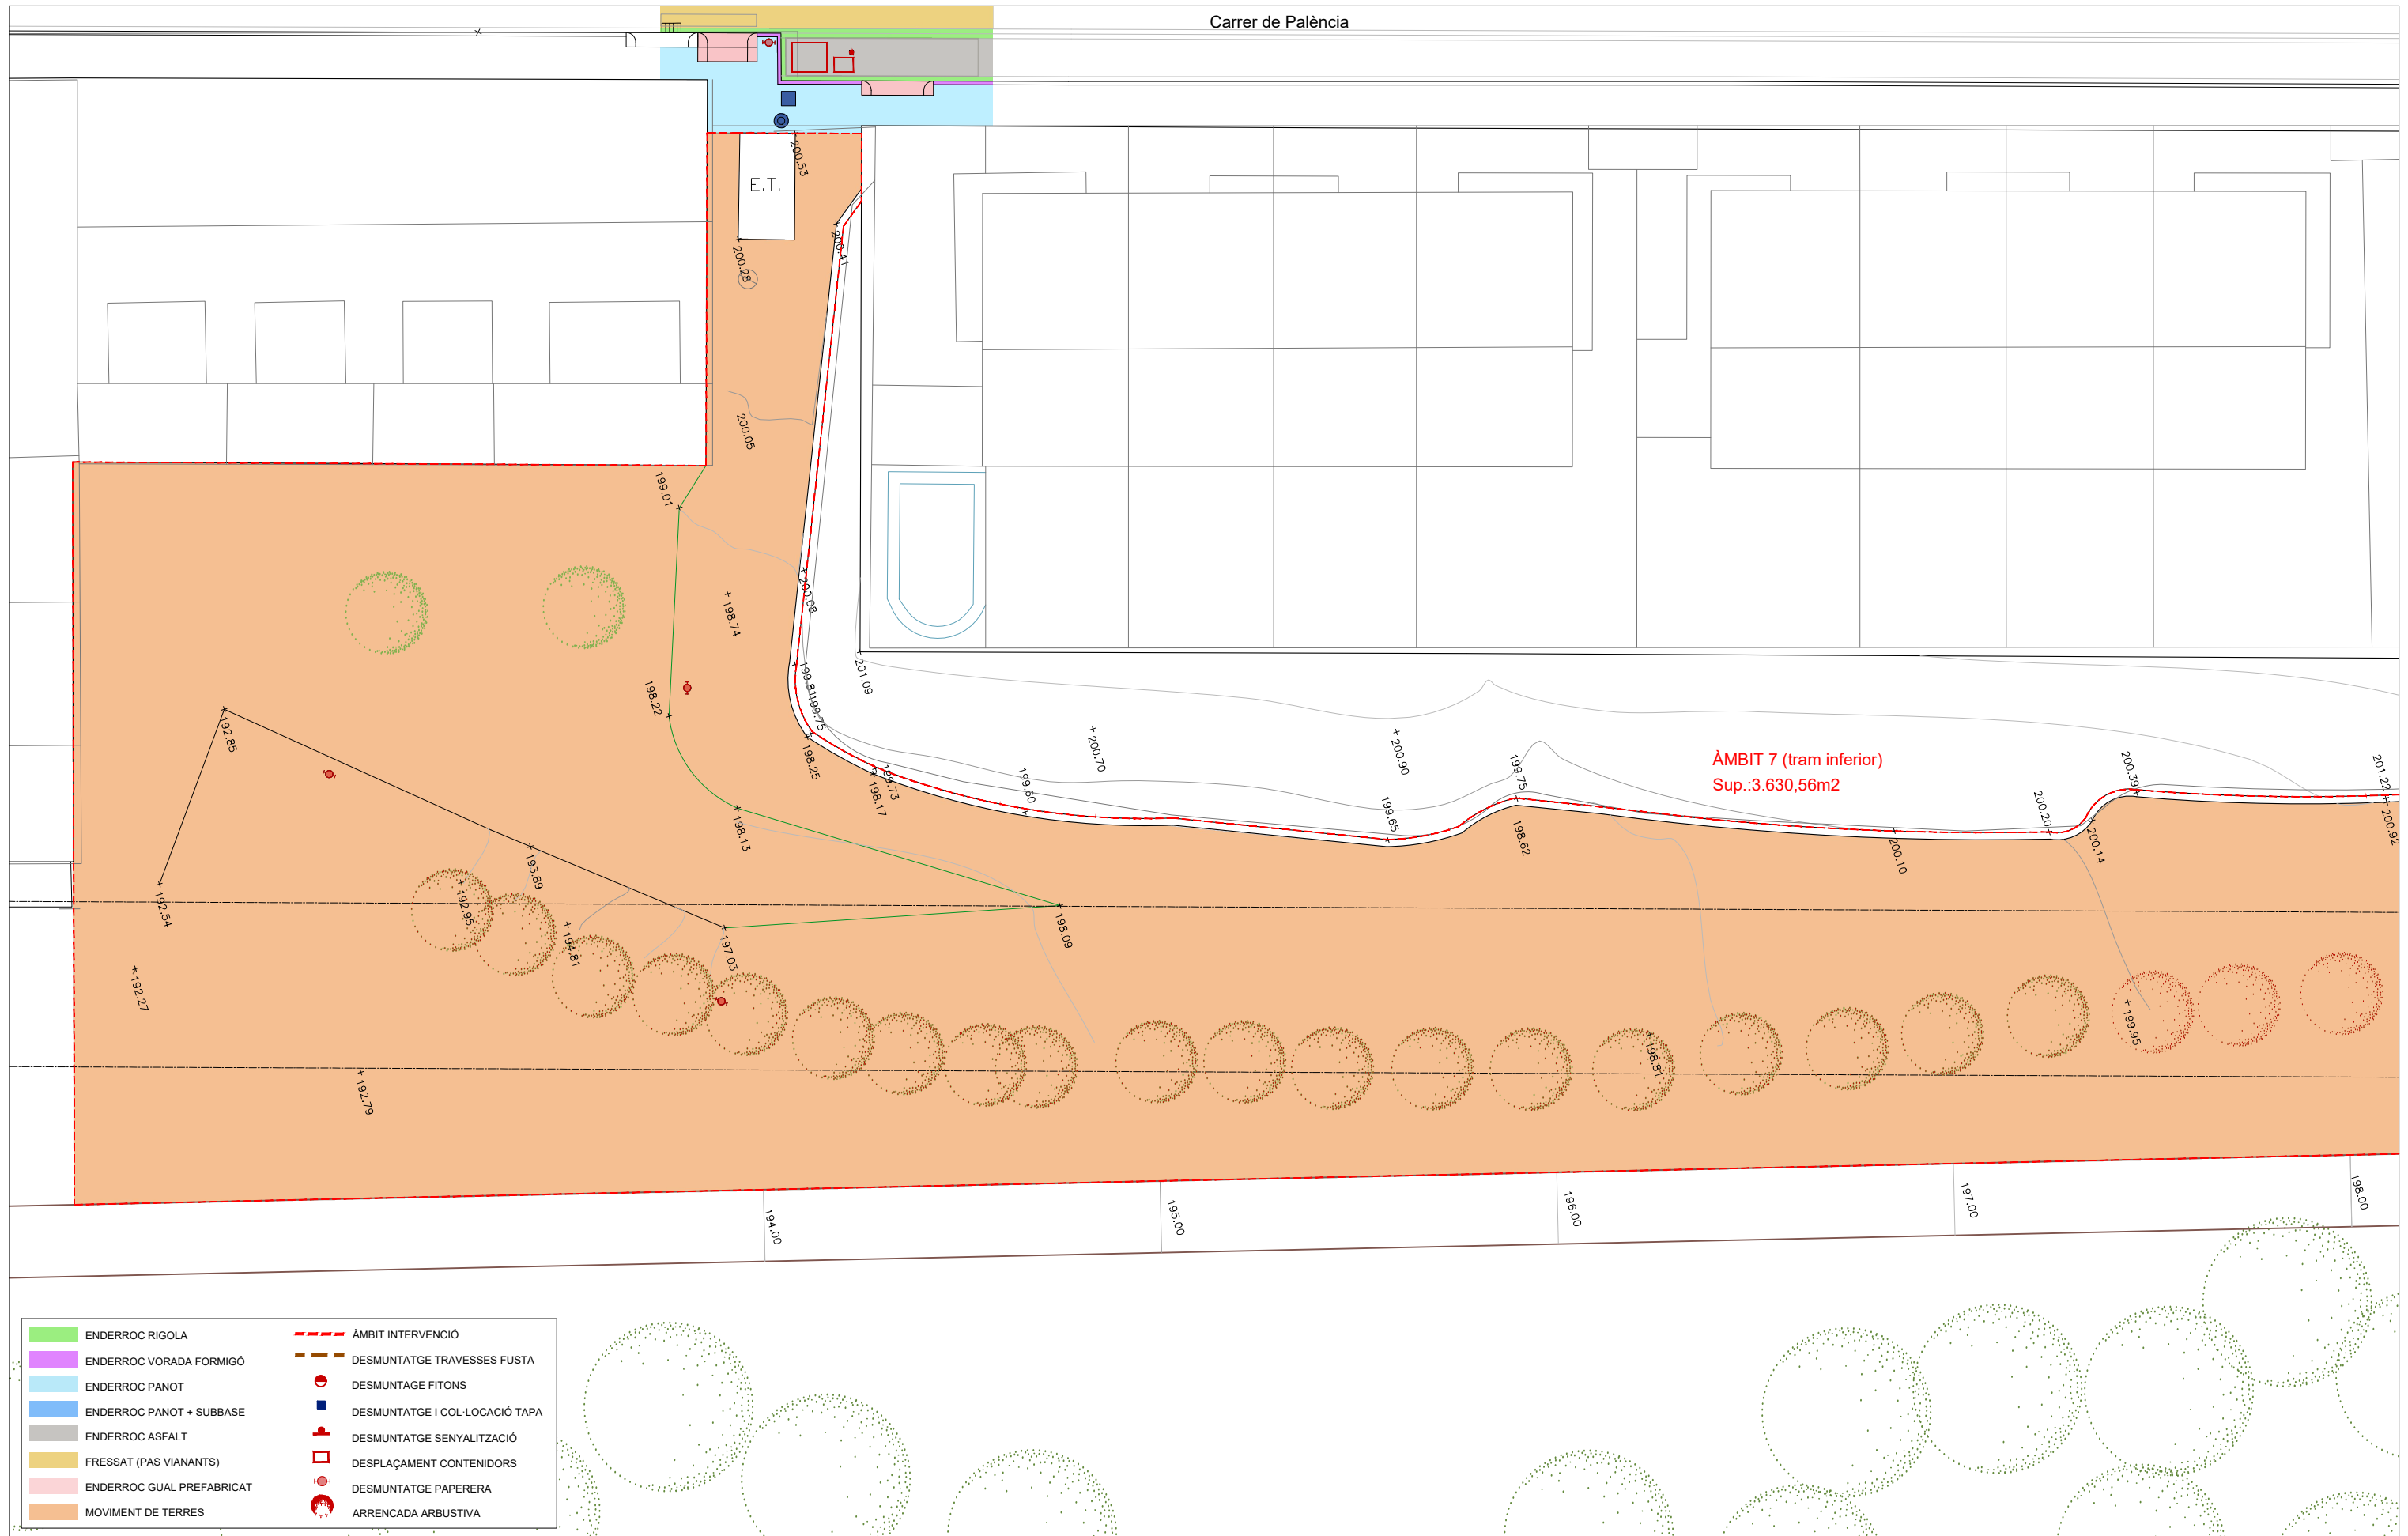 Carrer de Palència
200.53
E.T.
200.41
200.28
200.05
199.01
200.08
198.74
201.09
199.81
199.75
198.22
192.85
198.25
200.70
200.90
ÀMBIT 7 (tram inferior)
Sup.:3.630,56m2
199.75
200.39
201.22
199.73
198.17
199.60
199.65
198.62
200.20
200.10
200.14
200.92
198.13
193.89
192.95
192.54
194.81
197.03
198.09
192.27
199.95
198.81
192.79
194.00
195.00
196.00
197.00
198.00
ENDERROC RIGOLA
ENDERROC VORADA FORMIGÓ
ENDERROC PANOT
ENDERROC PANOT + SUBBASE
ENDERROC ASFALT
FRESSAT (PAS VIANANTS)
ENDERROC GUAL PREFABRICAT
MOVIMENT DE TERRES
ÀMBIT INTERVENCIÓ
DESMUNTATGE TRAVESSES FUSTA
DESMUNTAGE FITONS
DESMUNTATGE I COL·LOCACIÓ TAPA
DESMUNTATGE SENYALITZACIÓ
DESPLAÇAMENT CONTENIDORS
DESMUNTATGE PAPERERA
ARRENCADA ARBUSTIVA